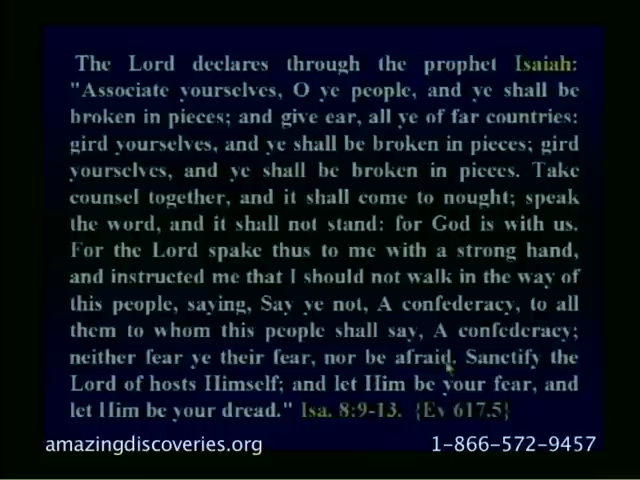 The Lord declares through the prophet Isaiah:
"Associate yourselves, O ye people, and ye shall be
broken in pieces; and give ear, all ye of far countries:
gird yourselves, and ye shall be broken in pieces; gird
yourselves, and ye shall be broken in pieces. Take
counsel together, and it shall come to nought; speak
the word, and it shall not stand: for God is with us.
For the Lord spake thus to me with a strong hand,
and instructed me that I should not walk in the way of
this people, saying, Say ye not, A confederacy, to all
them to whom this people shall say, A confederacy;
neither fear ye their fear, nor be afraid. Sanctify the
Lord of hosts Himself; and let Him be your fear, and
let Him be your dread." Isa. 8:9-13. {Ev 617.5}
amazingdiscoveries.org 1-866-572-9457